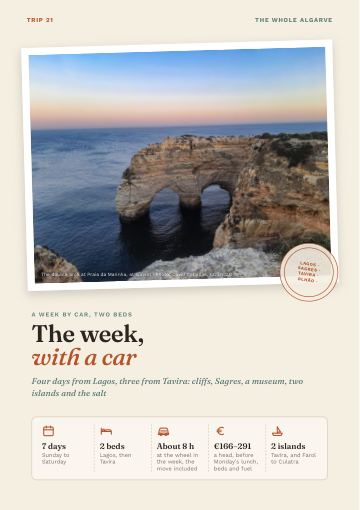 TRIP 21
THE WHOLE ALGARVE
LAGOS ·
SAGRES ·
TAVIRA ·
OLHÃO ·
A WEEK BY CAR, TWO BEDS
The week,
with a car
Four days from Lagos, three from Tavira: cliffs, Sagres, a museum, two
islands and the salt
7 days
Sunday to
Saturday
2 beds
Lagos, then
Tavira
About 8 h
at the wheel in
the week, the
move included
€166–291
a head, before
Monday's lunch,
beds and fuel
2 islands
Tavira, and Farol
to Culatra